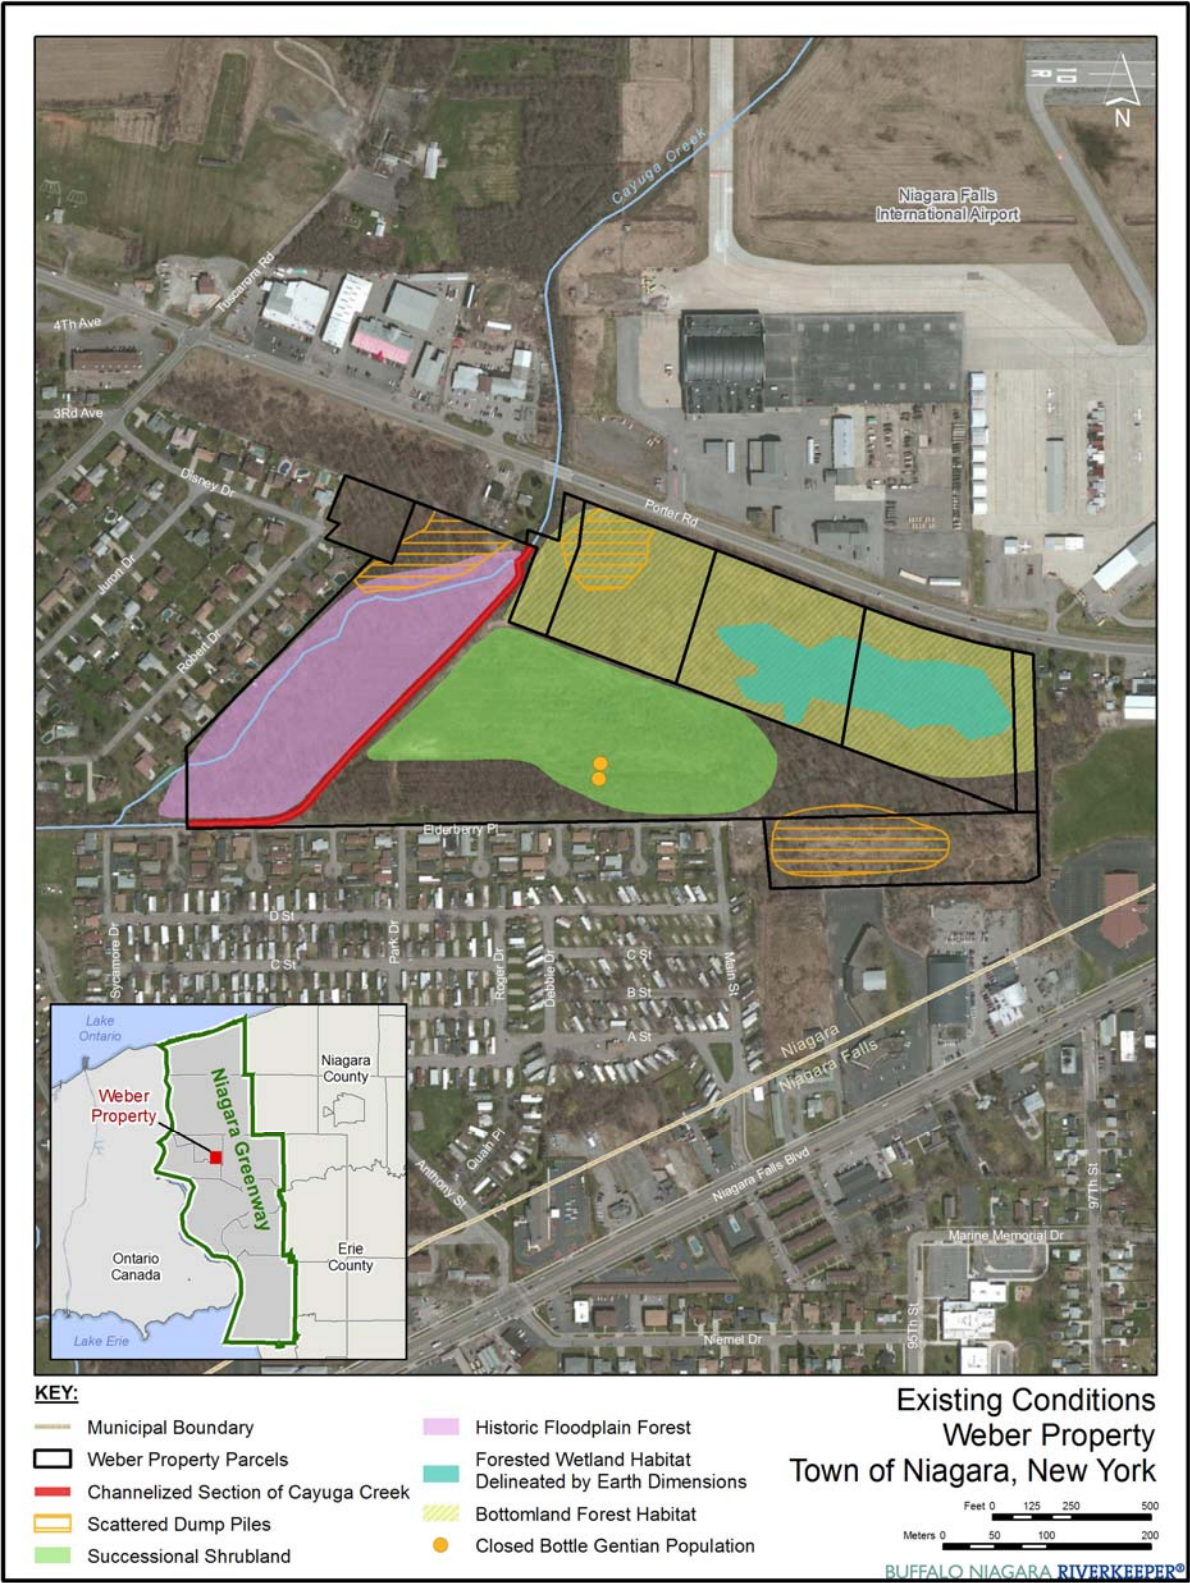 Cayuga Creek
10
R
N
Niagara Falls
International Airport
Tuscarora Rd
4Th Ave
3Rd Ave
Disney Dr
Porter Rd
Juron Dr
Robert Dr
Elderberry Pl
D St
Sycamore Dr
Park Dr
C St
Roger Dr
Debbie Dr
C St
Main St
B St
A St
Niagara
Niagara Falls
Quain Pl
Anthony St
Niagara Falls Blvd
97Th St
Marine Memorial Dr
95Th St
Niemel Dr
Lake
Ontario
Niagara
County
Weber
Property
Niagara Greenway
Ontario
Canada
Erie
County
Lake Erie
KEY:
Municipal Boundary
Weber Property Parcels
Channelized Section of Cayuga Creek
Scattered Dump Piles
Successional Shrubland
Historic Floodplain Forest
Forested Wetland Habitat
Delineated by Earth Dimensions
Bottomland Forest Habitat
Closed Bottle Gentian Population
Existing Conditions
Weber Property
Town of Niagara, New York
Feet 0 125 250 500
Meters 0 50 100 200
BUFFALO NIAGARA RIVERKEEPER®